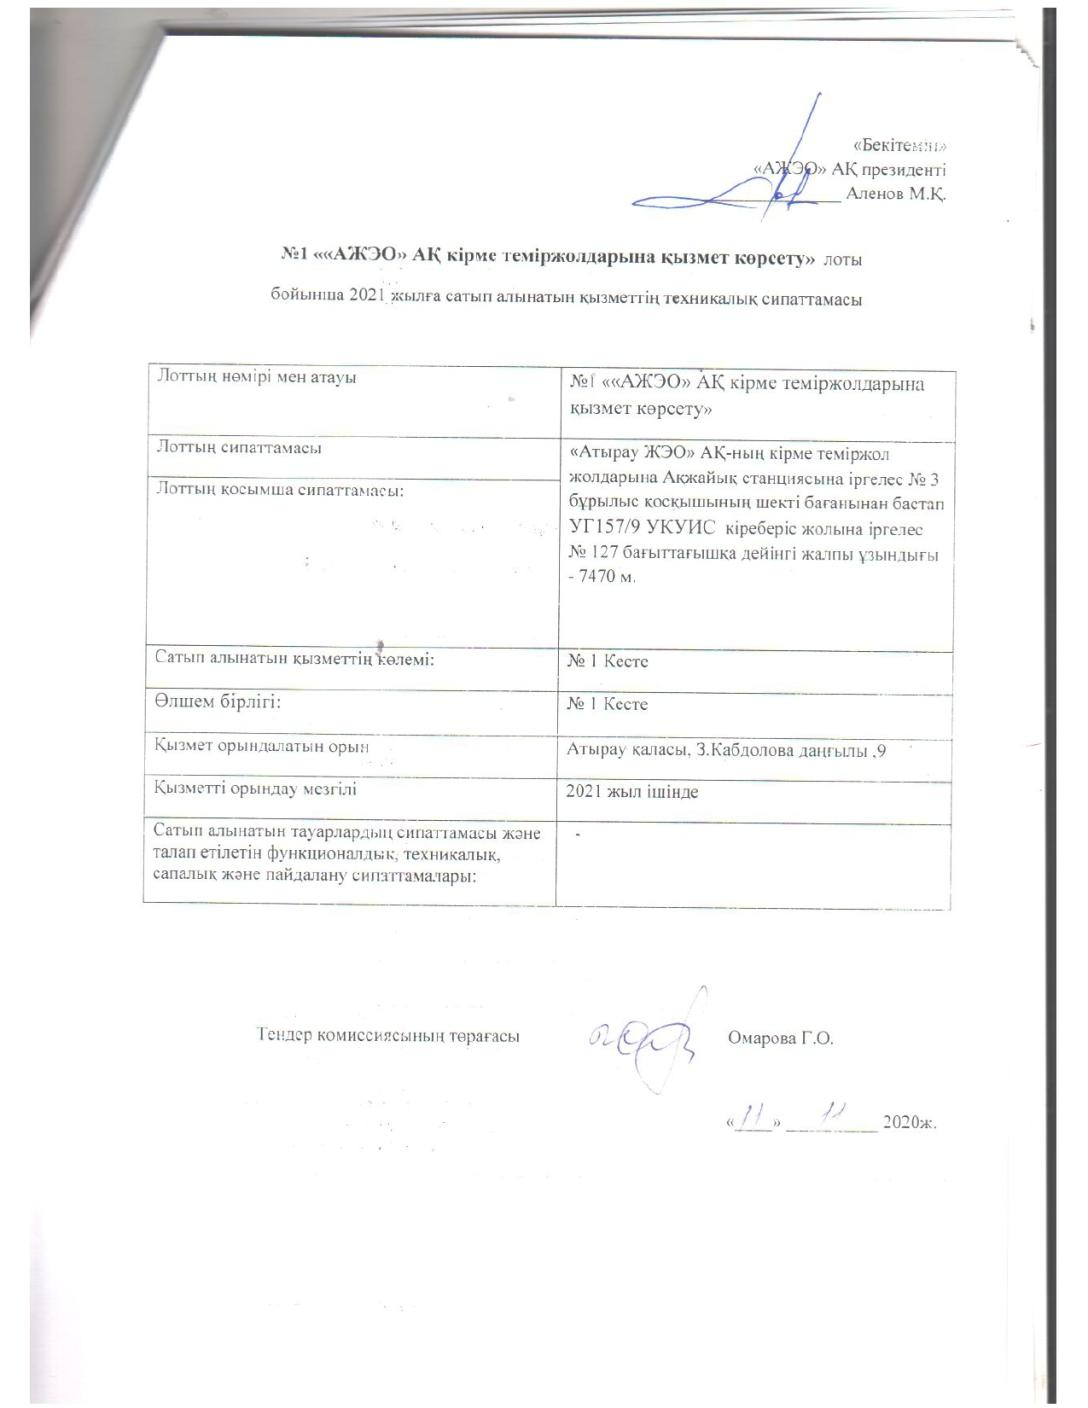 «Бекітемін»
«АЖЭО» АҚ президенті
Аленов М.Қ.
№1 ««АЖЭО» АҚ кірме теміржолдарына қызмет көрсету» лоты
бойынша 2021 жылға сатып алынатын қызметтің техникалық сипаттамасы
Лоттың нөмірі мен атауы
№1 ««АЖЭО» АҚ кірме теміржолдарына
қызмет көрсету»
Лоттың сипаттамасы
Лоттың қосымша сипаттамасы:
«Атырау ЖЭО» АҚ-ның кірме теміржол
жолдарына Ақжайық станциясына іргелес № 3
бұрылыс қосқышының шекті бағанынан бастап
УГ157/9 УКУИС кіреберіс жолына іргелес
№ 127 бағыттағышқа дейінгі жалпы ұзындығы
- 7470 м.
Сатып алынатын қызметтің көлемі:
№ 1 Кесте
Өлшем бірлігі:
№ 1 Кесте
Қызмет орындалатын орын
Атырау қаласы, З.Кабдолова даңғылы ,9
Қызметті орындау мезгілі
2021 жыл ішінде
Сатып алынатын тауарлардың сипаттамасы және
талап етілетін функционалдық, техникалық,
сапалық және пайдалану сипаттамалары:
-
Тендер комиссиясының төрағасы Омарова Г.О.
«11» 11 2020ж.